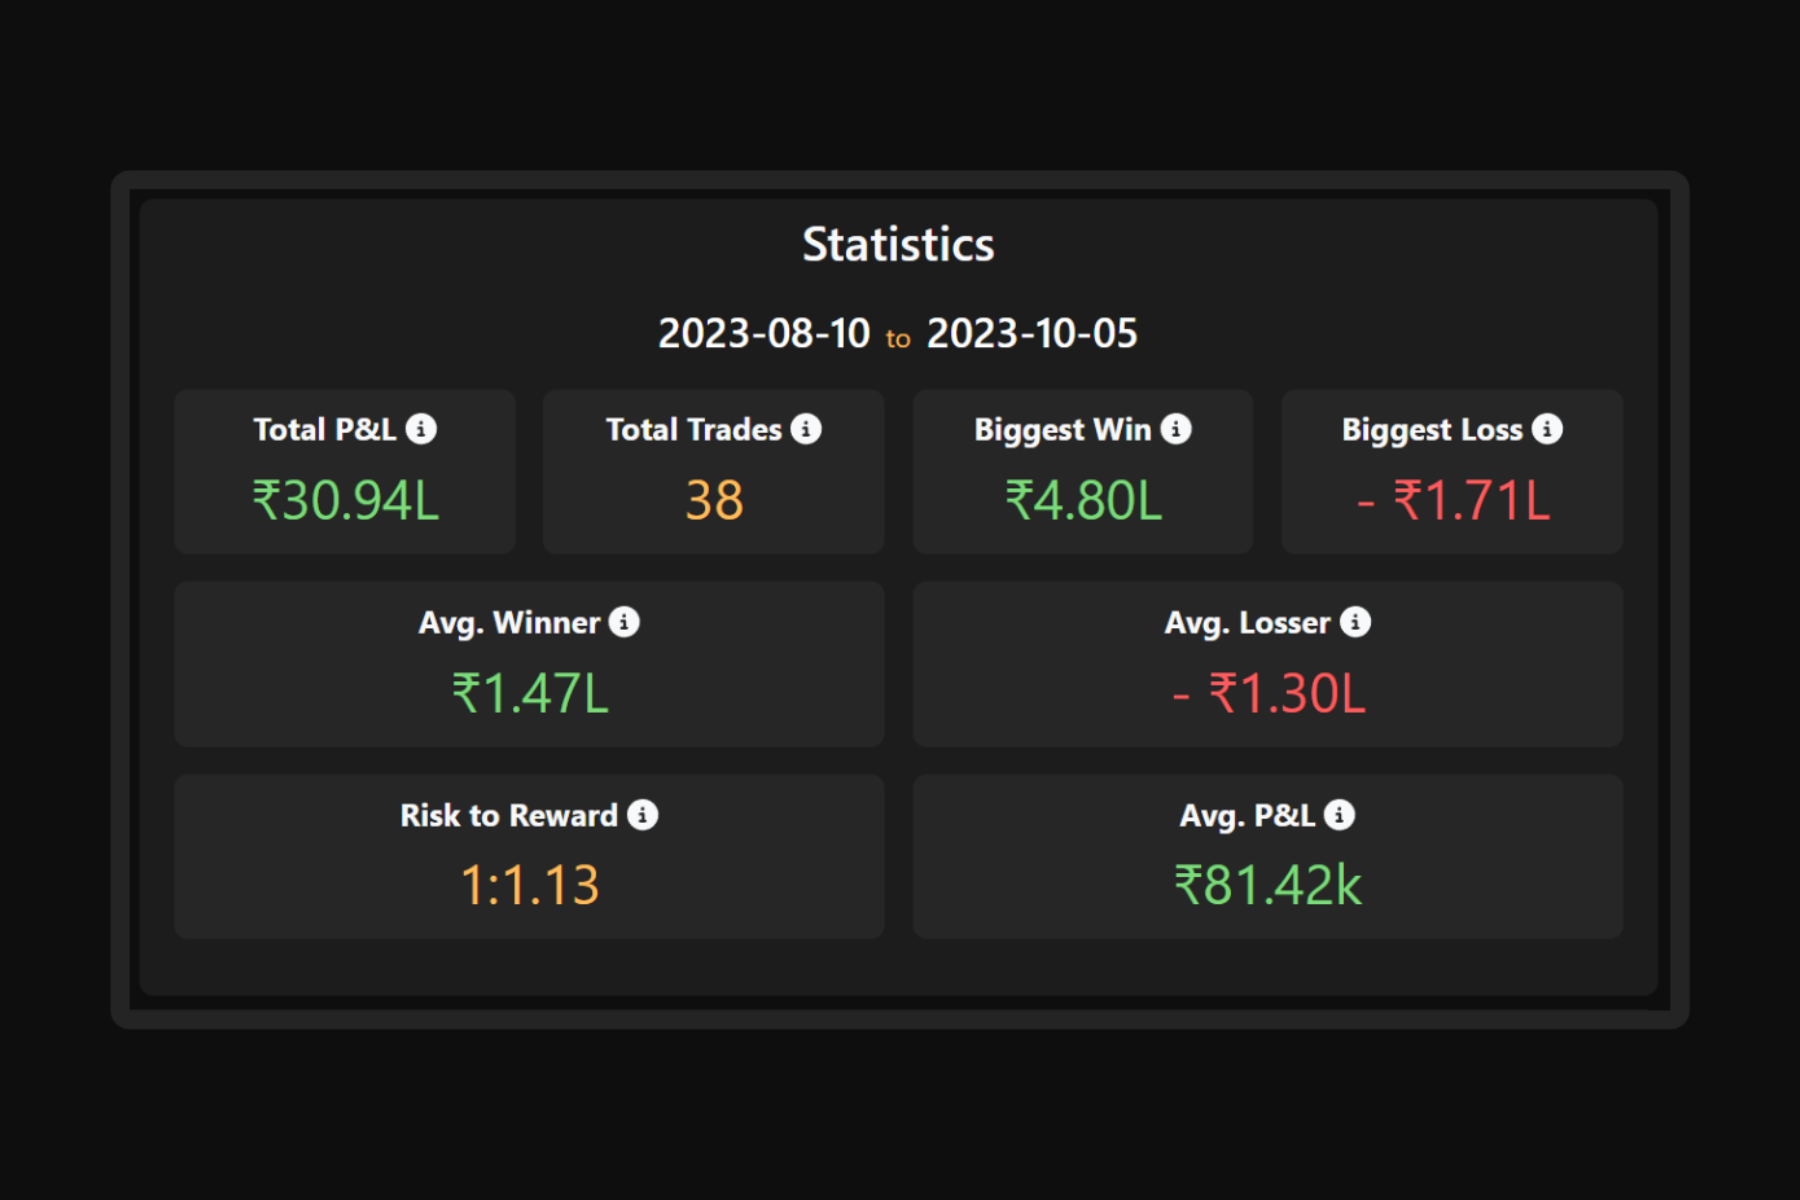 Statistics
2023-08-10 to 2023-10-05
Total P&L
₹30.94L
Total Trades
38
Biggest Win
₹4.80L
Biggest Loss
- ₹1.71L
Avg. Winner
₹1.47L
Avg. Losser
- ₹1.30L
Risk to Reward
1:1.13
Avg. P&L
₹81.42k